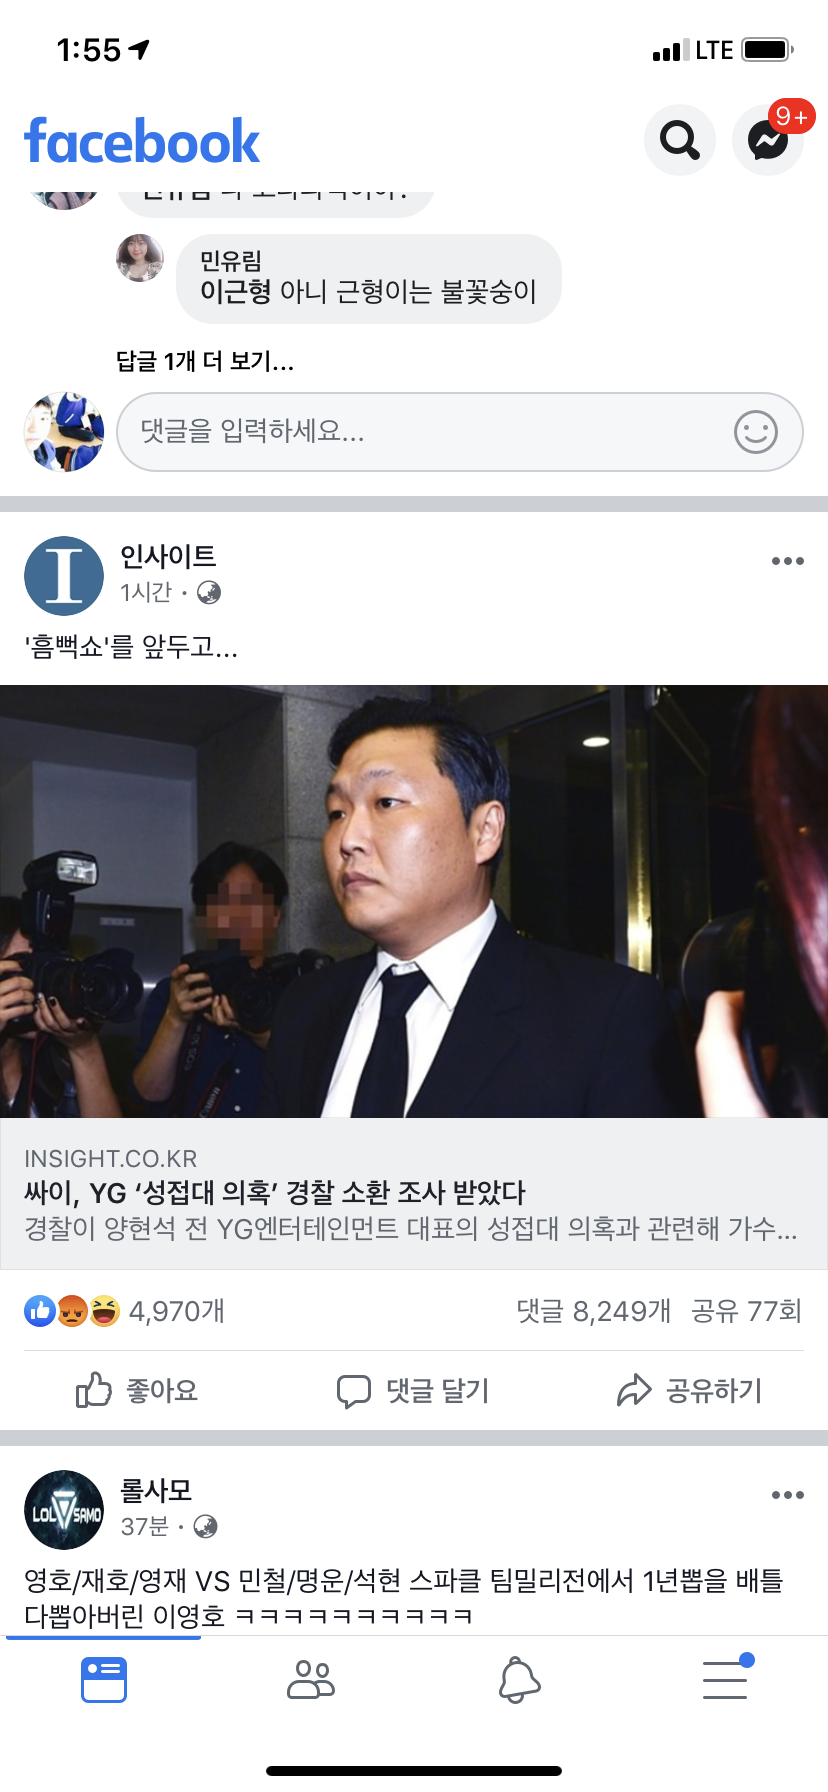 1:55
LTE
facebook
9+
민유림
이근형 아니 근형이는 불꽃숭이
답글 1개 더 보기...
댓글을 입력하세요...
인사이트
1시간 ·
'흠뻑쇼'를 앞두고...
INSIGHT.CO.KR
싸이, YG ‘성접대 의혹’ 경찰 소환 조사 받았다
경찰이 양현석 전 YG엔터테인먼트 대표의 성접대 의혹과 관련해 가수...
4,970개
댓글 8,249개 공유 77회
좋아요
댓글 달기
공유하기
LOL SAMO
롤사모
37분 ·
영호/재호/영재 VS 민철/명운/석현 스파클 팀밀리전에서 1년뽑을 배틀
다뽑아버린 이영호 ㅋㅋㅋㅋㅋㅋㅋㅋㅋㅋ